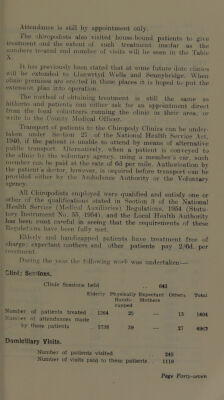 Attendance is still by appointment only.
The chiropodists also visited house-bound patients to give
treatment and the extent of such treatment insofar as the
numbers treated and number of visits will be seen in the Table
X.
It has previously been stated that at some future date clinics
will be extended to Llanwrtyd Wells and Sennybridge. When
clinic premises are erected in these places it is hoped to put the
extension plan into operation.
The method of obtaining treatment is still the same as
hitherto and patients can either ask for an appointment direct
from the local volunteers running the clinic in their area, or
write to the County Medical Officer.
Transport of patients to the Chiropody Clinics can be under-
taken under Section 27 of the National Health Service Act,
1946, if the patient is unable to attend by means of alternative
public transport. Alternatively, when a patient is conveyed to
the clinic by the voluntary agency, using a member's car, such
member can be paid at the rate of 6d per mile. Authorisation by
the patient's doctor, however, is required before transport can be
provided either by the Ambulance Authority or the Voluntary
agency.
All Chiropodists employed were qualified and satisfy one or
other of the qualifications stated in Section 3 of the National
Health Service (Medical Auxiliaries) Regulations, 1954 (Statu-
tory Instrument No. 55, 1954), and the Local Health Authority
has been most careful in seeing that the requirements of these
Regulations have been fully met.
Elderly and handicapped patients have treatment free of
charge; expectant mothers and other patients pay 2/6d. per
treatment.
During the year the following work was undertaken—
Clinic Sessions.
Clinic Sessions held .. 643
Elderly Physically Expectant Others. Total
Handi- Mothers
capped
Number of patients treated . 1364 25 — 15 1404
Number of attendances made
by these patients — 27
Domiciliary Visits.
Number of patients visited 245
Number of visits paid to these patients . 1110
Page Forty-seven